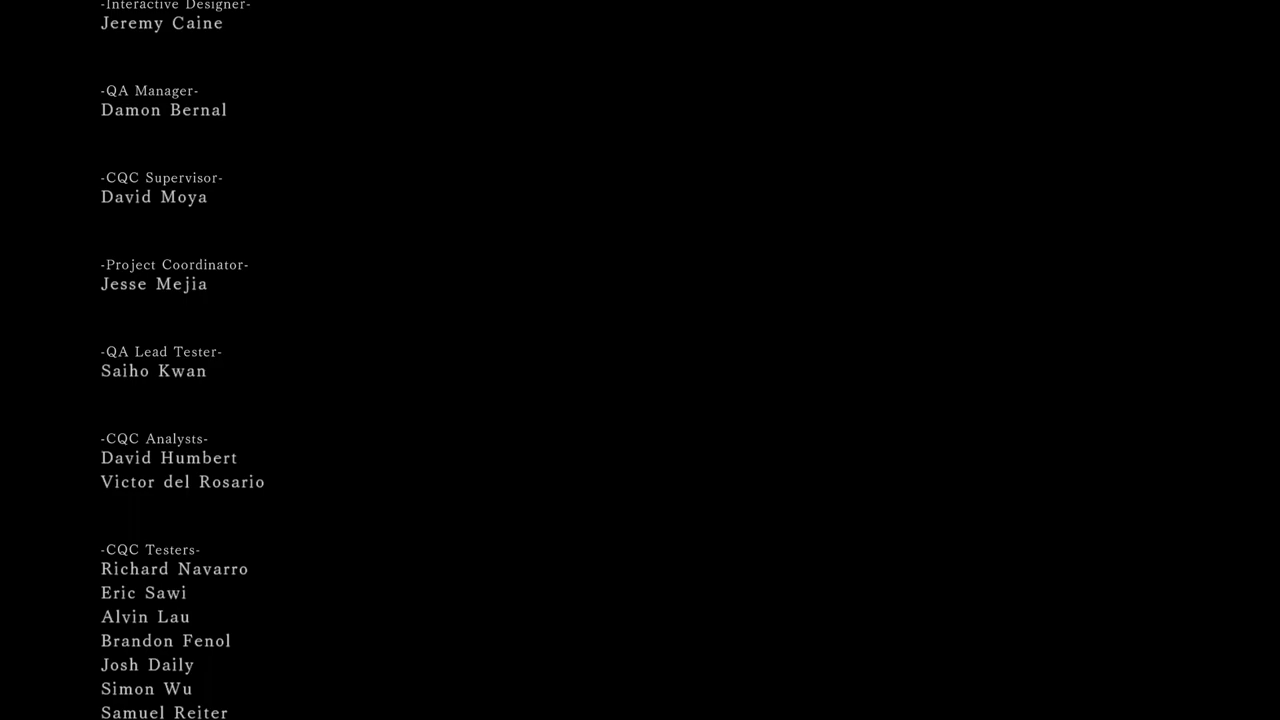 -Interactive Designer-
Jeremy Caine
-QA Manager-
Damon Bernal
-CQC Supervisor-
David Moya
-Project Coordinator-
Jesse Mejia
-QA Lead Tester-
Saiho Kwan
-CQC Analysts-
David Humbert
Victor del Rosario
-CQC Testers-
Richard Navarro
Eric Sawi
Alvin Lau
Brandon Fenol
Josh Daily
Simon Wu
Samuel Reiter